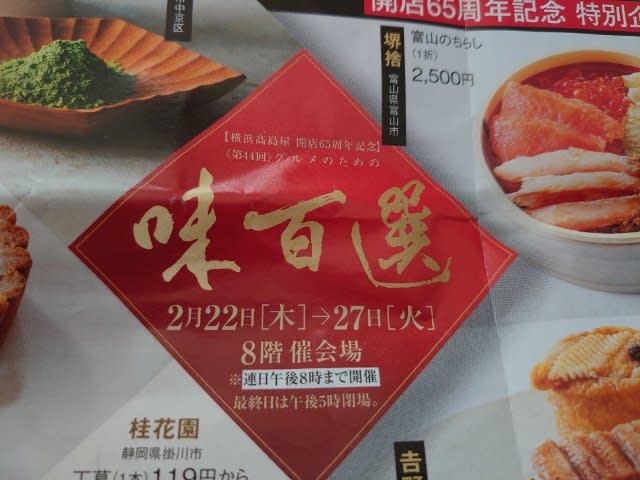 市中京区
開店65周年記念 特別企
堺捨
富山県富山市
富山のちらし
(1折)
2,500円
【横浜髙島屋 開店65周年記念】
《第44回》グルメのための
味百選
2月22日[木]→27日[火]
8階 催会場
※連日午後8時まで開催
最終日は午後5時閉場。
桂花園
静岡県掛川市
丁葛(1本)119円から
吉野